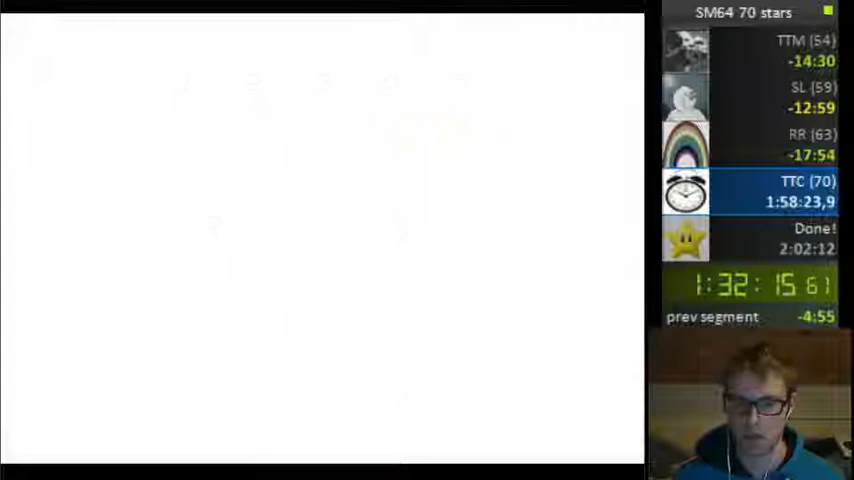 SM64 70 stars
TTM (54)
-14:30
SL (59)
-12:59
RR (63)
-17:54
TTC (70)
1:58:23,9
Done!
2:02:12
1:32:15 61
prev segment -4:55